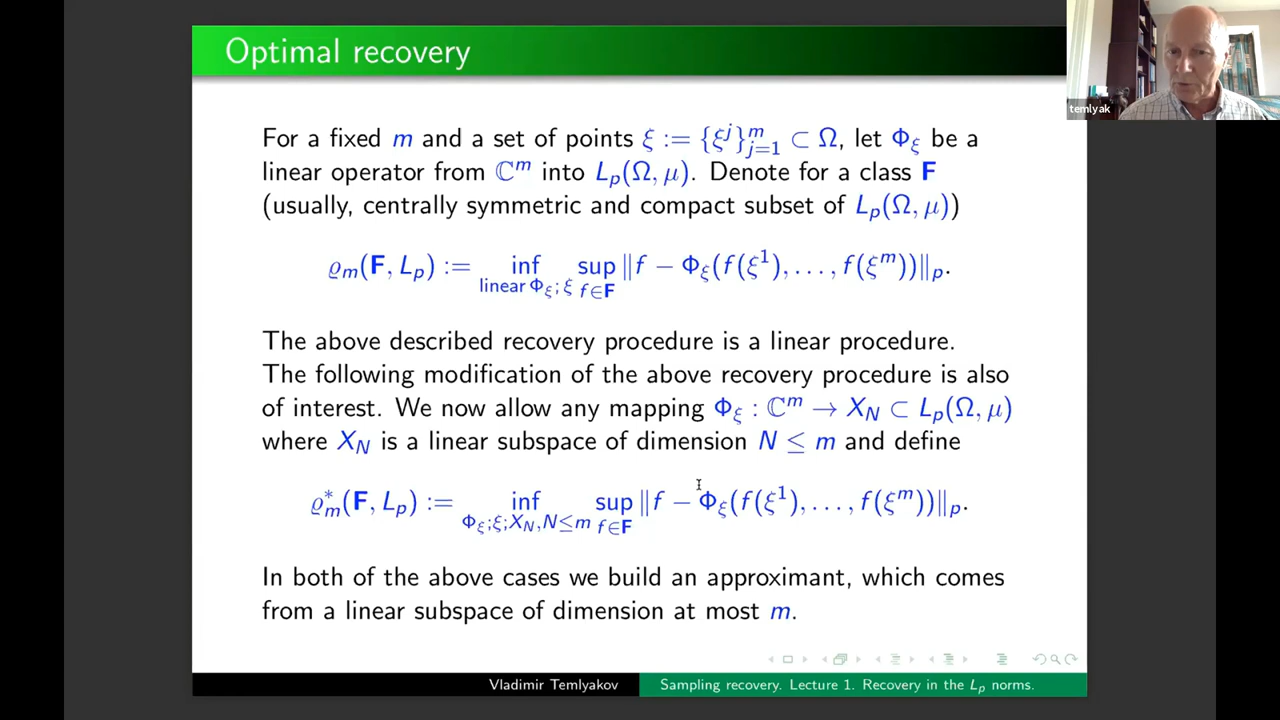 Optimal recovery
temlyak
For a fixed m and a set of points ξ := {ξ^j}_{j=1}^m ⊂ Ω, let Φ_ξ be a
linear operator from ℂ^m into L_p(Ω, μ). Denote for a class F
(usually, centrally symmetric and compact subset of L_p(Ω, μ))
ϱ_m(F, L_p) := inf_{linear Φ_ξ; ξ} sup_{f∈F} ‖f − Φ_ξ(f(ξ^1), . . . , f(ξ^m))‖_p.
The above described recovery procedure is a linear procedure.
The following modification of the above recovery procedure is also
of interest. We now allow any mapping Φ_ξ : ℂ^m → X_N ⊂ L_p(Ω, μ)
where X_N is a linear subspace of dimension N ≤ m and define
ϱ*_m(F, L_p) := inf_{Φ_ξ; ξ; X_N, N≤m} sup_{f∈F} ‖f − Φ_ξ(f(ξ^1), . . . , f(ξ^m))‖_p.
In both of the above cases we build an approximant, which comes
from a linear subspace of dimension at most m.
Vladimir Temlyakov Sampling recovery. Lecture 1. Recovery in the L_p norms.